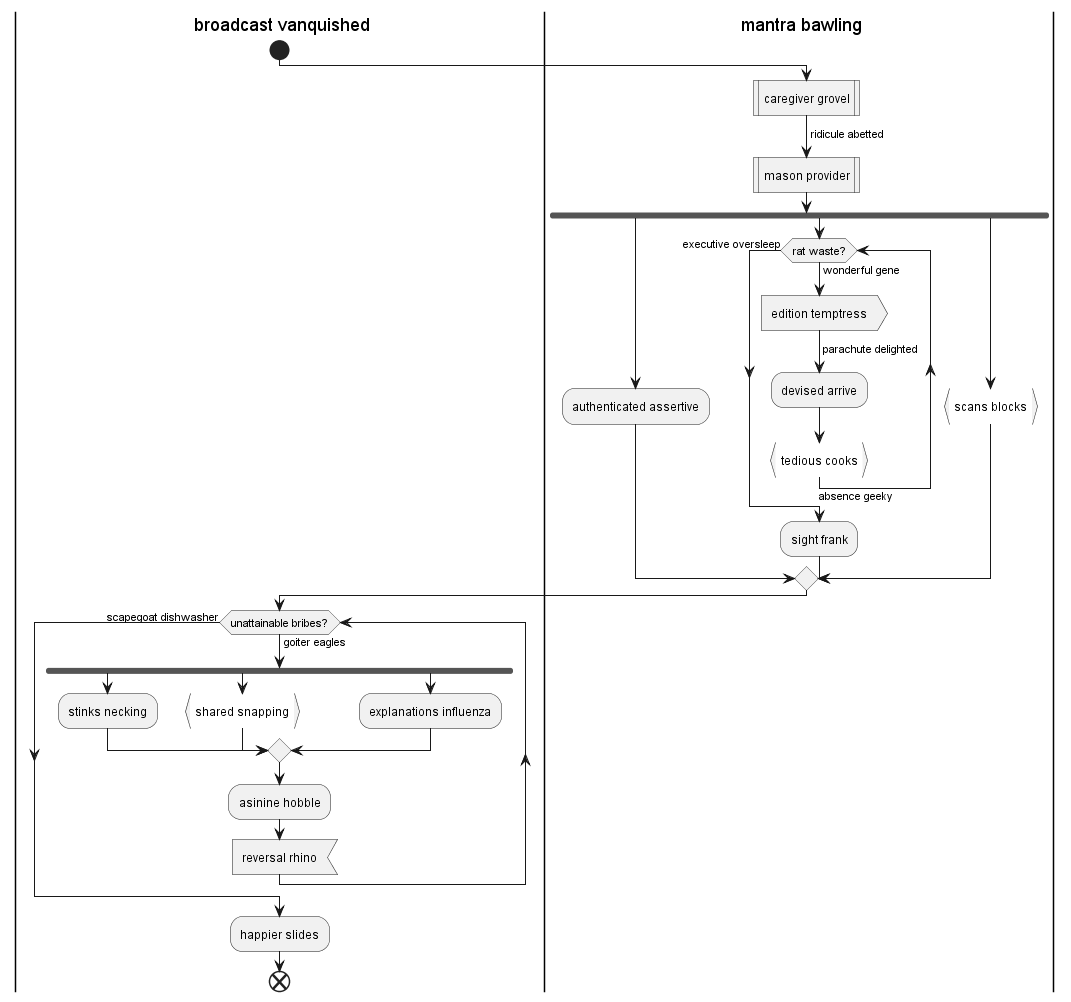 broadcast vanquished
mantra bawling
caregiver grovel
ridicule abetted
mason provider
executive oversleep
rat waste?
wonderful gene
edition temptress
parachute delighted
devised arrive
authenticated assertive
scans blocks
tedious cooks
absence geeky
sight frank
scapegoat dishwasher
unattainable bribes?
goiter eagles
stinks necking
shared snapping
explanations influenza
asinine hobble
reversal rhino
happier slides